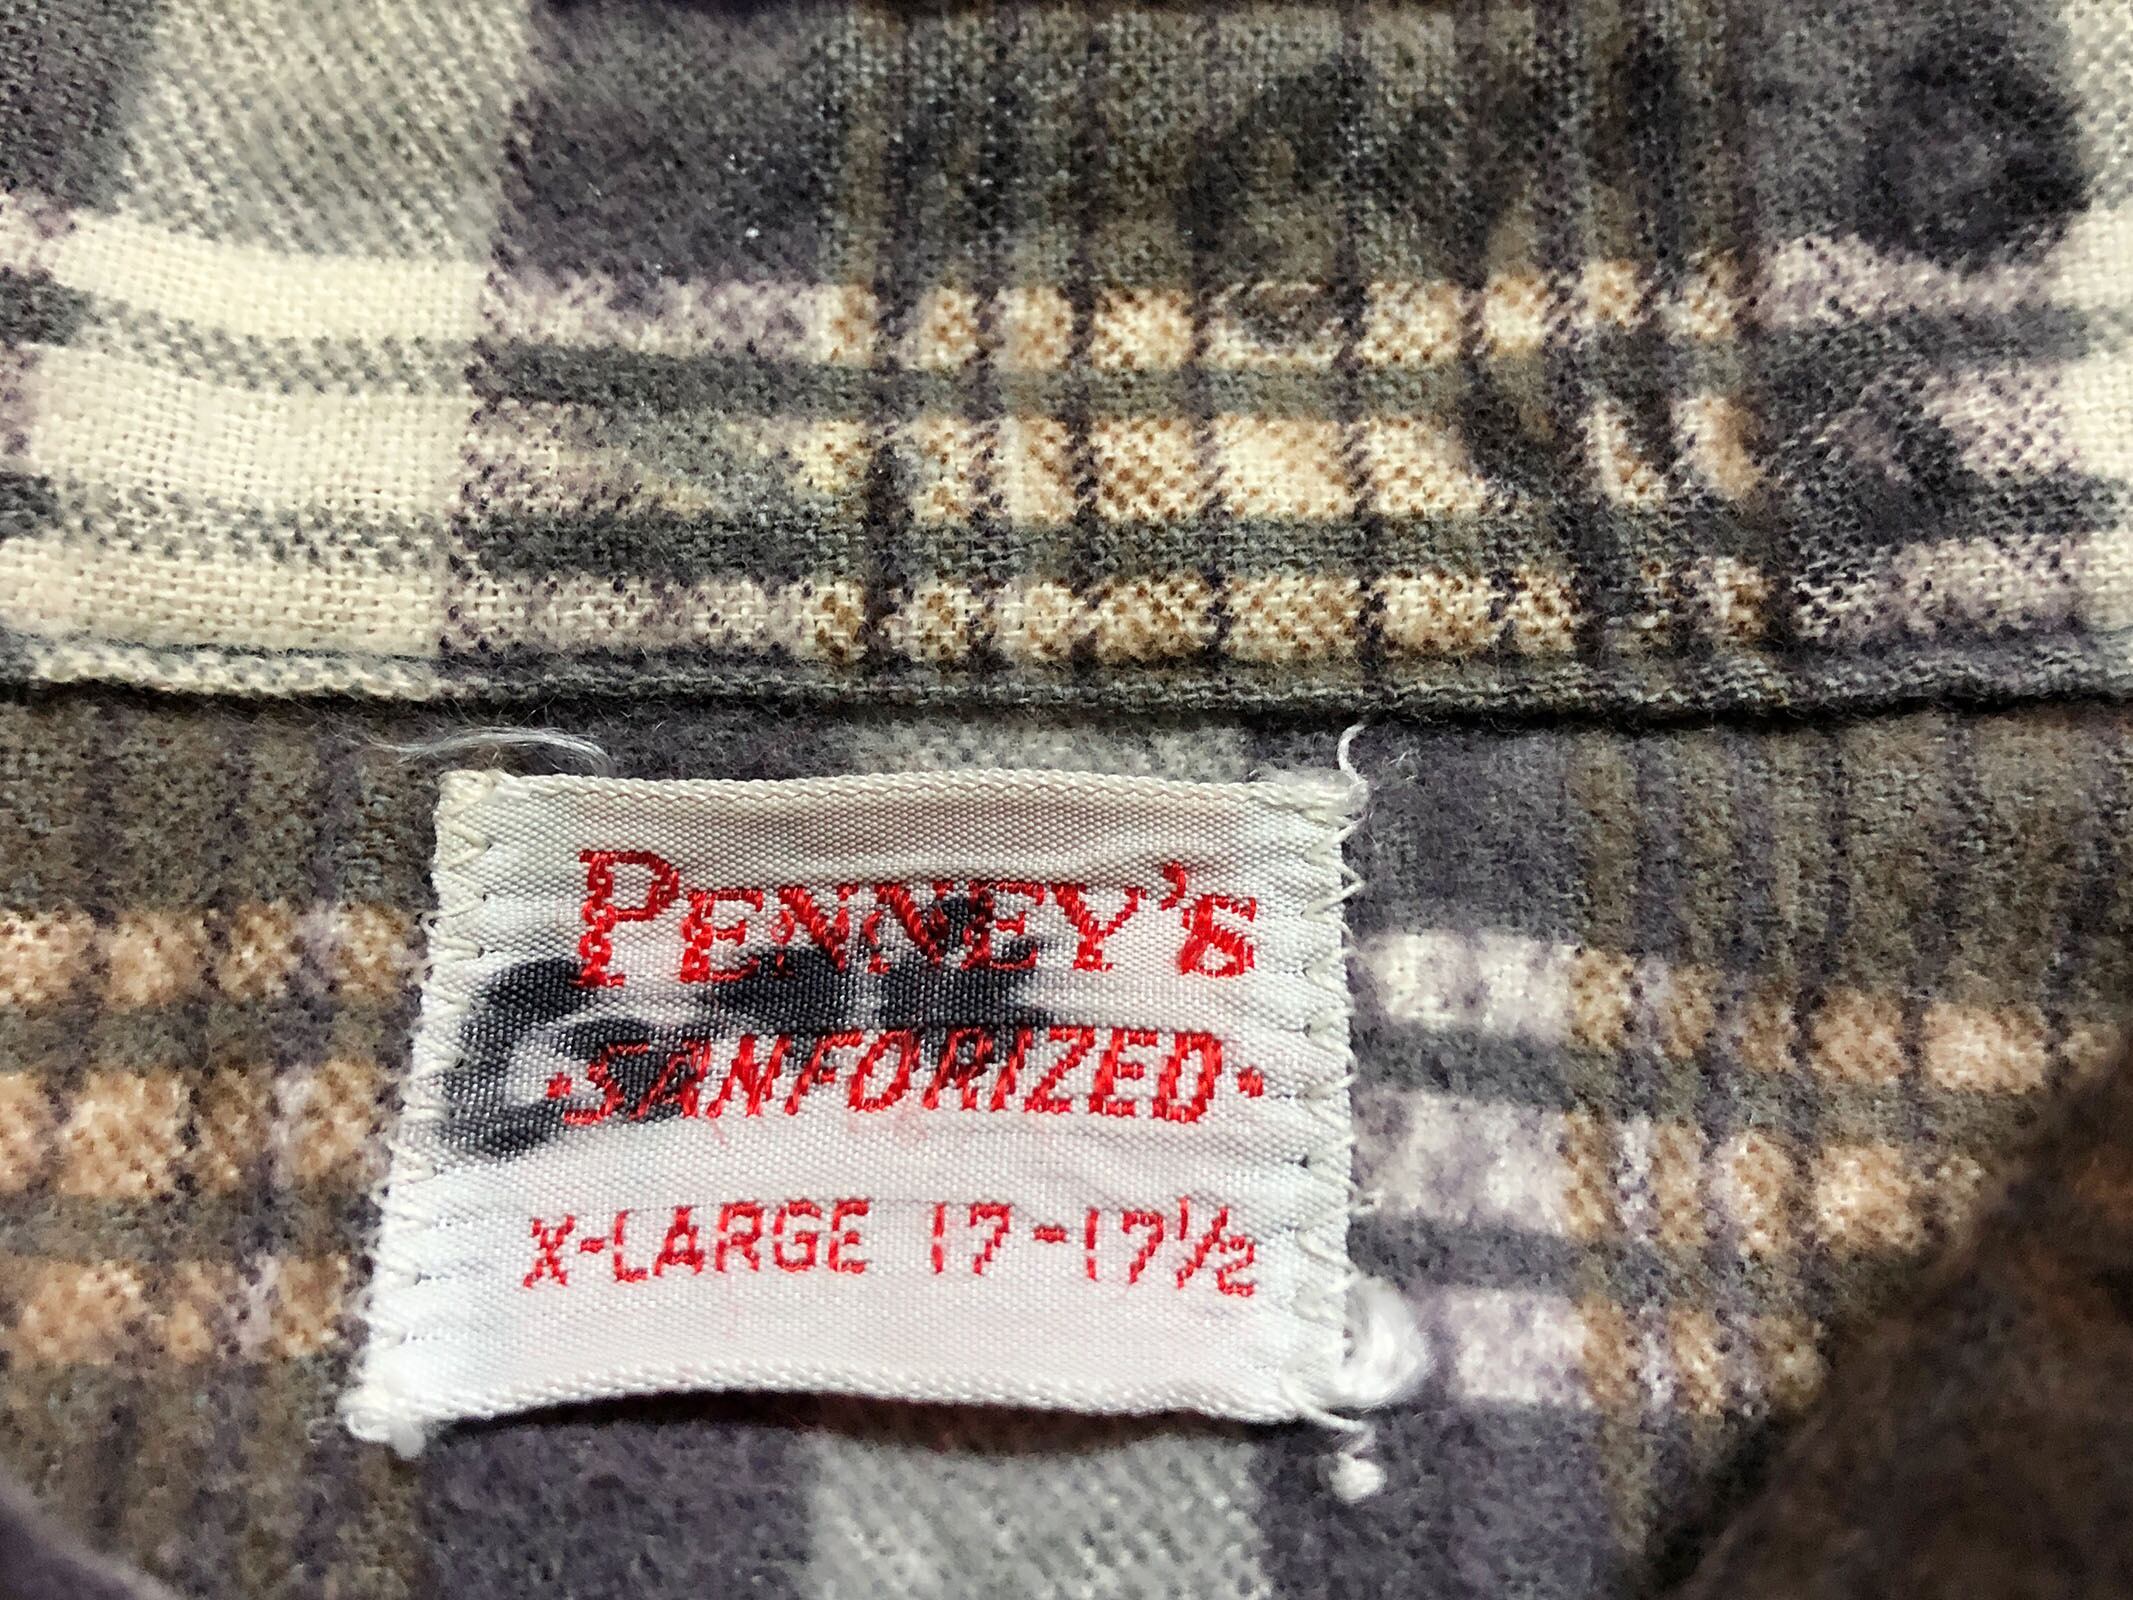 PENNEY'S
·SANFORIZED·
X-LARGE 17-17½